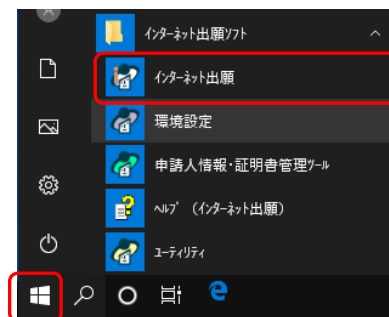 インターネット出願ソフト
インターネット出願
環境設定
申請人情報・証明書管理ツール
ヘルプ (インターネット出願)
ユーティリティ